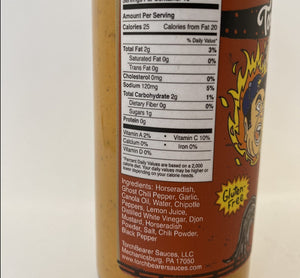 Amount Per Serving
Calories 25 Calories from Fat 20
% Daily Value*
Total Fat 2g 3%
Saturated Fat 0g 0%
Trans Fat 0g
Cholesterol 0mg 0%
Sodium 120mg 5%
Total Carbohydrate 2g 1%
Dietary Fiber 0g 0%
Sugars 1g
Protein 0g
Vitamin A 2% • Vitamin C 10%
Calcium 0% • Iron 0%
Vitamin D 0%
*Percent Daily Values are based on a 2,000
calorie diet. Your daily values may be higher or
lower depending on your calorie needs.
Ingredients: Horseradish,
Ghost Chili Pepper, Garlic,
Canola Oil, Water, Chipotle
Peppers, Lemon Juice,
Distilled White Vinegar, Dijon
Mustard, Horseradish
Powder, Salt, Chili Powder,
Black Pepper
TorchBearer Sauces
Mechanicsburg, PA 17050
www.torchbearersauces.com
Gluten
Free